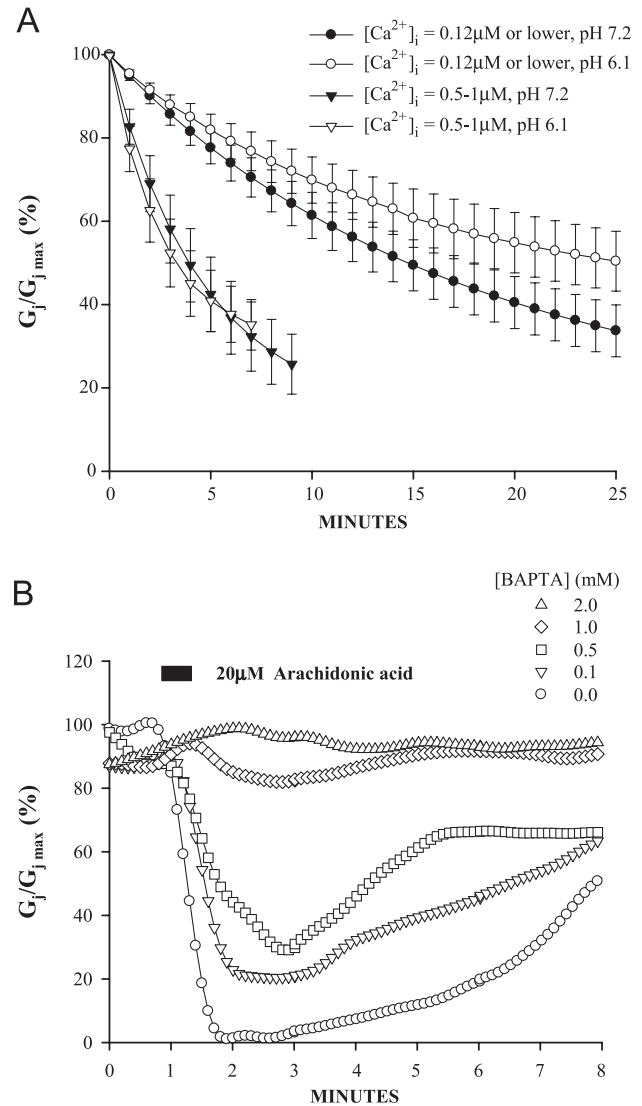 A
[Ca²⁺]ᵢ = 0.12µM or lower, pH 7.2
[Ca²⁺]ᵢ = 0.12µM or lower, pH 6.1
[Ca²⁺]ᵢ = 0.5-1µM, pH 7.2
[Ca²⁺]ᵢ = 0.5-1µM, pH 6.1
100
80
60
40
20
0
Gj/Gj max (%)
0 5 10 15 20 25
MINUTES
B
[BAPTA] (mM)
2.0
1.0
0.5
0.1
0.0
20µM Arachidonic acid
120
100
80
60
40
20
0
Gj/Gj max (%)
0 1 2 3 4 5 6 7 8
MINUTES